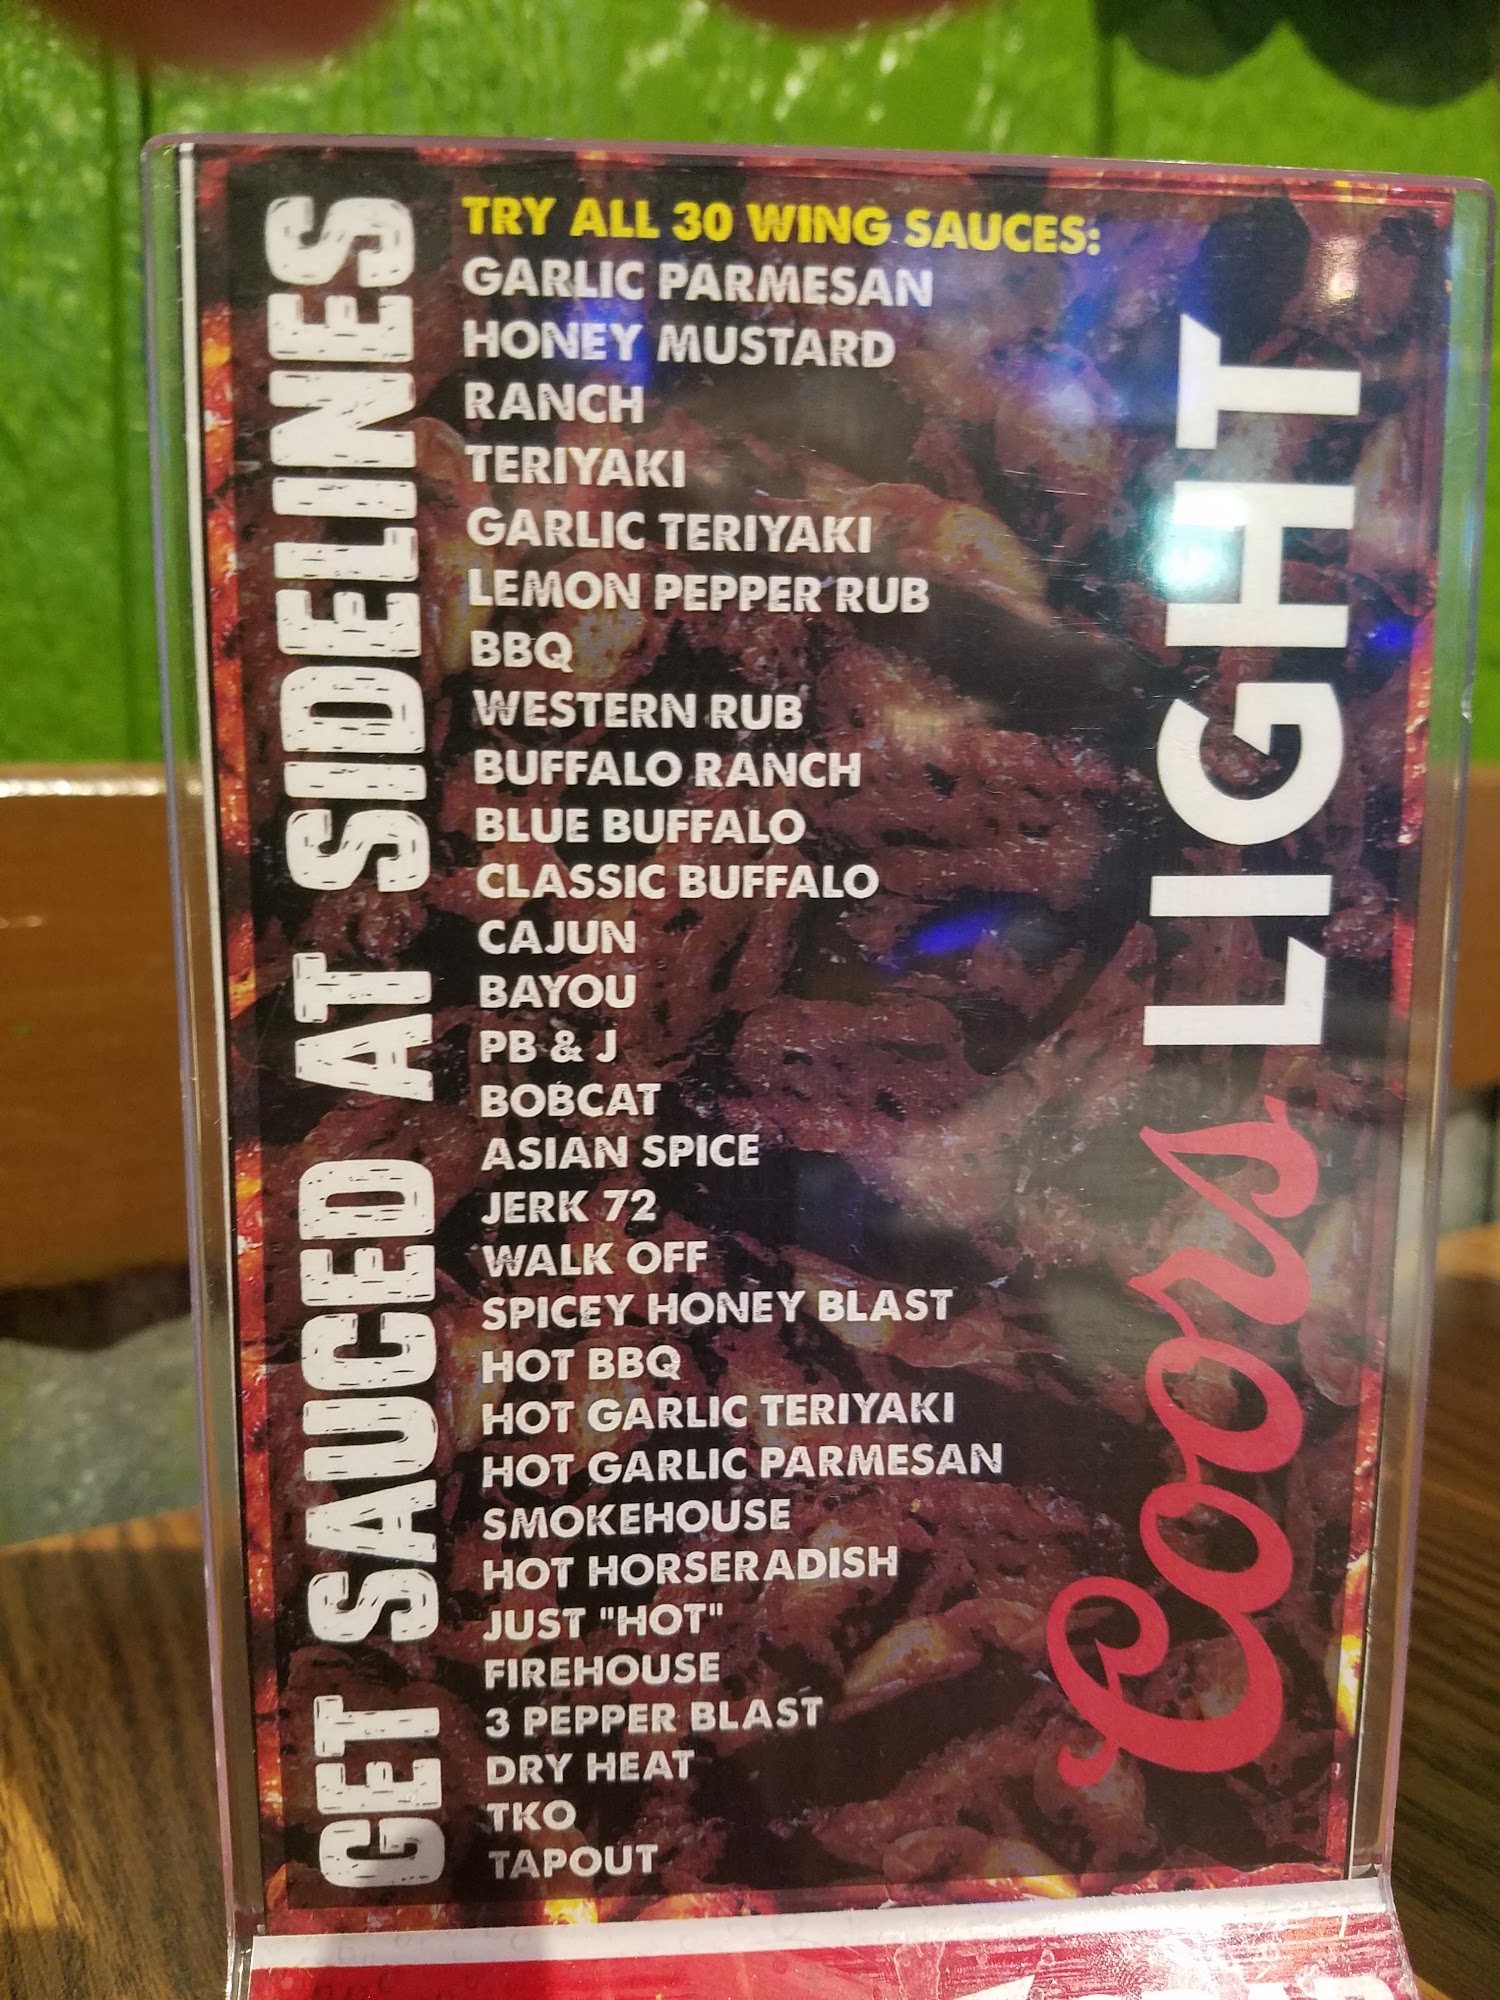 GET SAUCED AT SIDELINES
TRY ALL 30 WING SAUCES:
GARLIC PARMESAN
HONEY MUSTARD
RANCH
TERIYAKI
GARLIC TERIYAKI
LEMON PEPPER RUB
BBQ
WESTERN RUB
BUFFALO RANCH
BLUE BUFFALO
CLASSIC BUFFALO
CAJUN
BAYOU
PB & J
BOBCAT
ASIAN SPICE
JERK 72
WALK OFF
SPICEY HONEY BLAST
HOT BBQ
HOT GARLIC TERIYAKI
HOT GARLIC PARMESAN
SMOKEHOUSE
HOT HORSERADISH
JUST "HOT"
FIREHOUSE
3 PEPPER BLAST
DRY HEAT
TKO
TAPOUT
Coors LIGHT